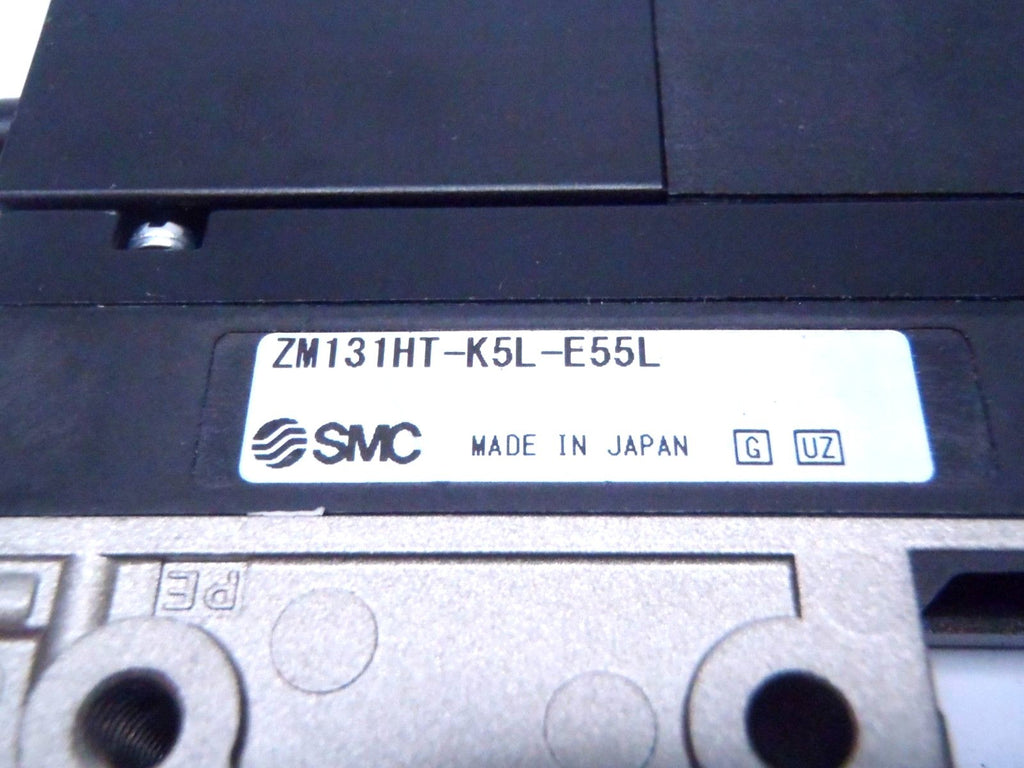 ZM131HT-K5L-E55L
SMC MADE IN JAPAN G UZ
PE